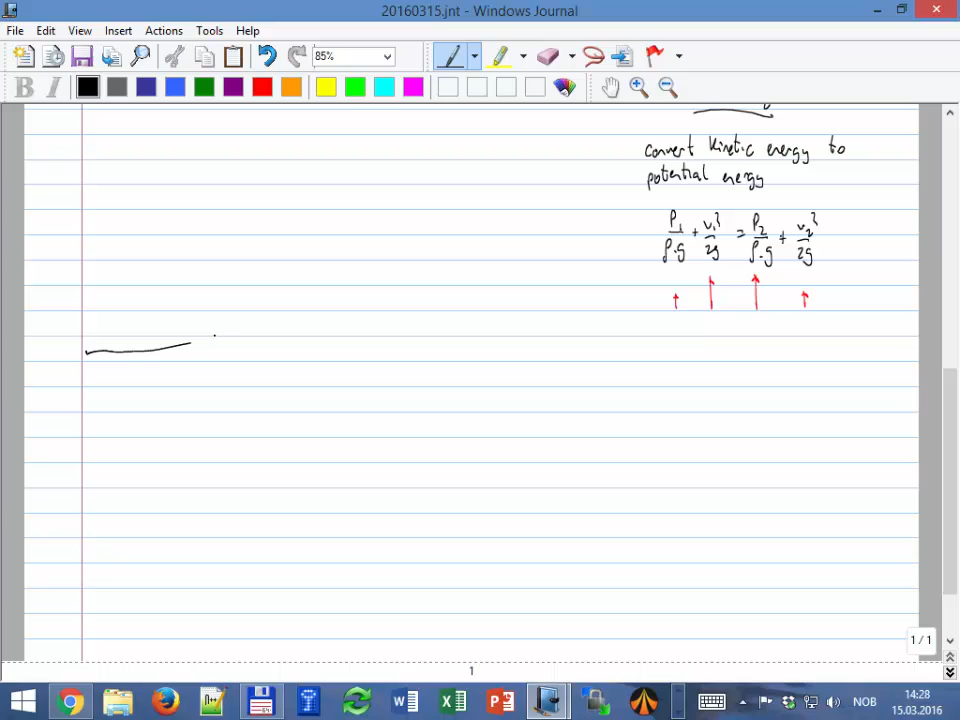 20160315.jnt - Windows Journal
File Edit View Insert Actions Tools Help
85%
B I
convert kinetic energy to
potential energy
P₁/ρ·g + v₁²/2g = P₂/ρ·g + v₂²/2g
1 / 1
1
NOB
14:28
15.03.2016